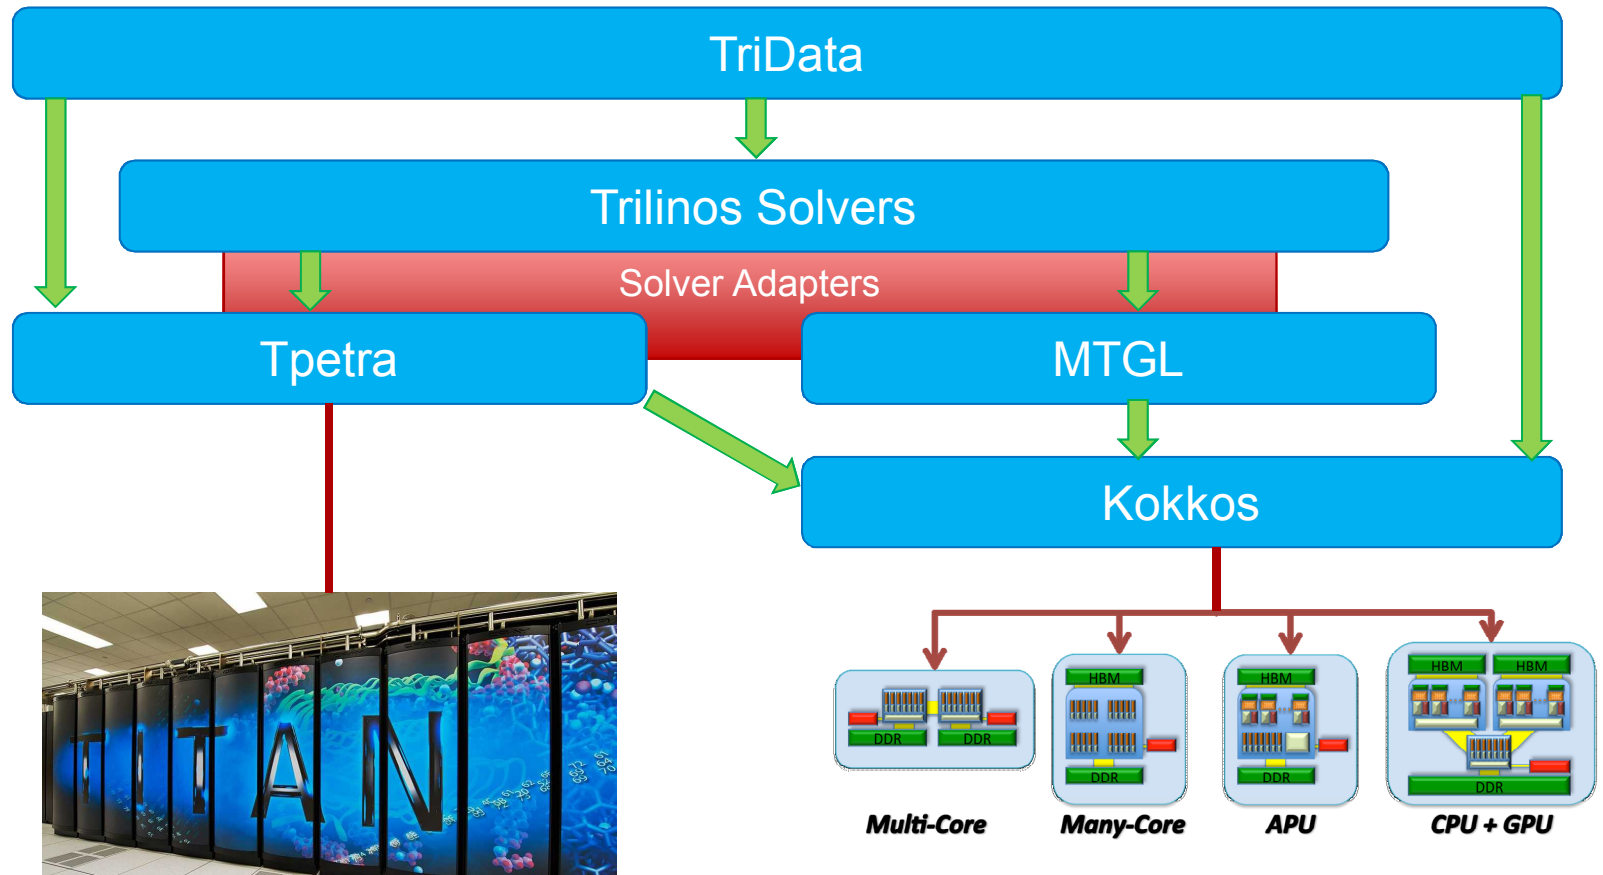 TriData
Trilinos Solvers
Solver Adapters
Tpetra
MTGL
Kokkos
TITAN
HBM
HBM
HBM
HBM
DDR
DDR
DDR
DDR
DDR
Multi-Core
Many-Core
APU
CPU + GPU